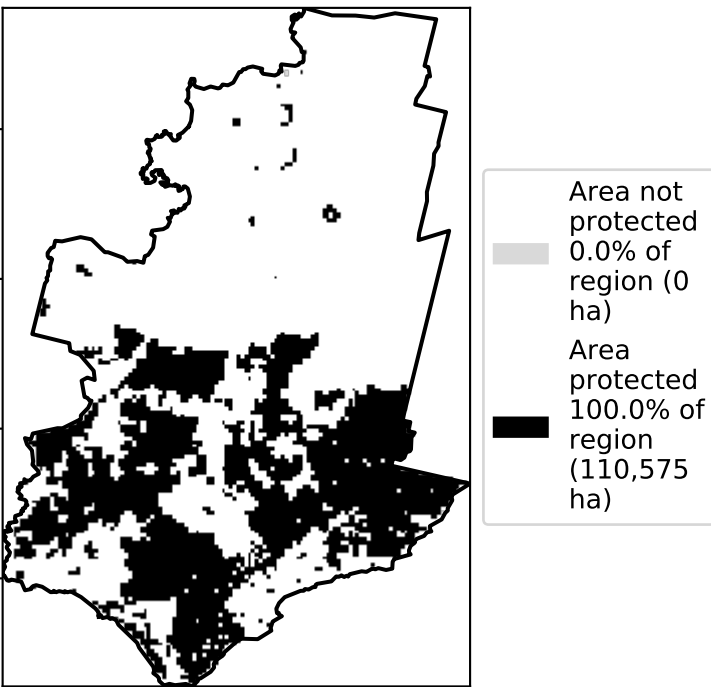 Area not
protected
0.0% of
region (0
ha)
Area
protected
100.0% of
region
(110,575
ha)